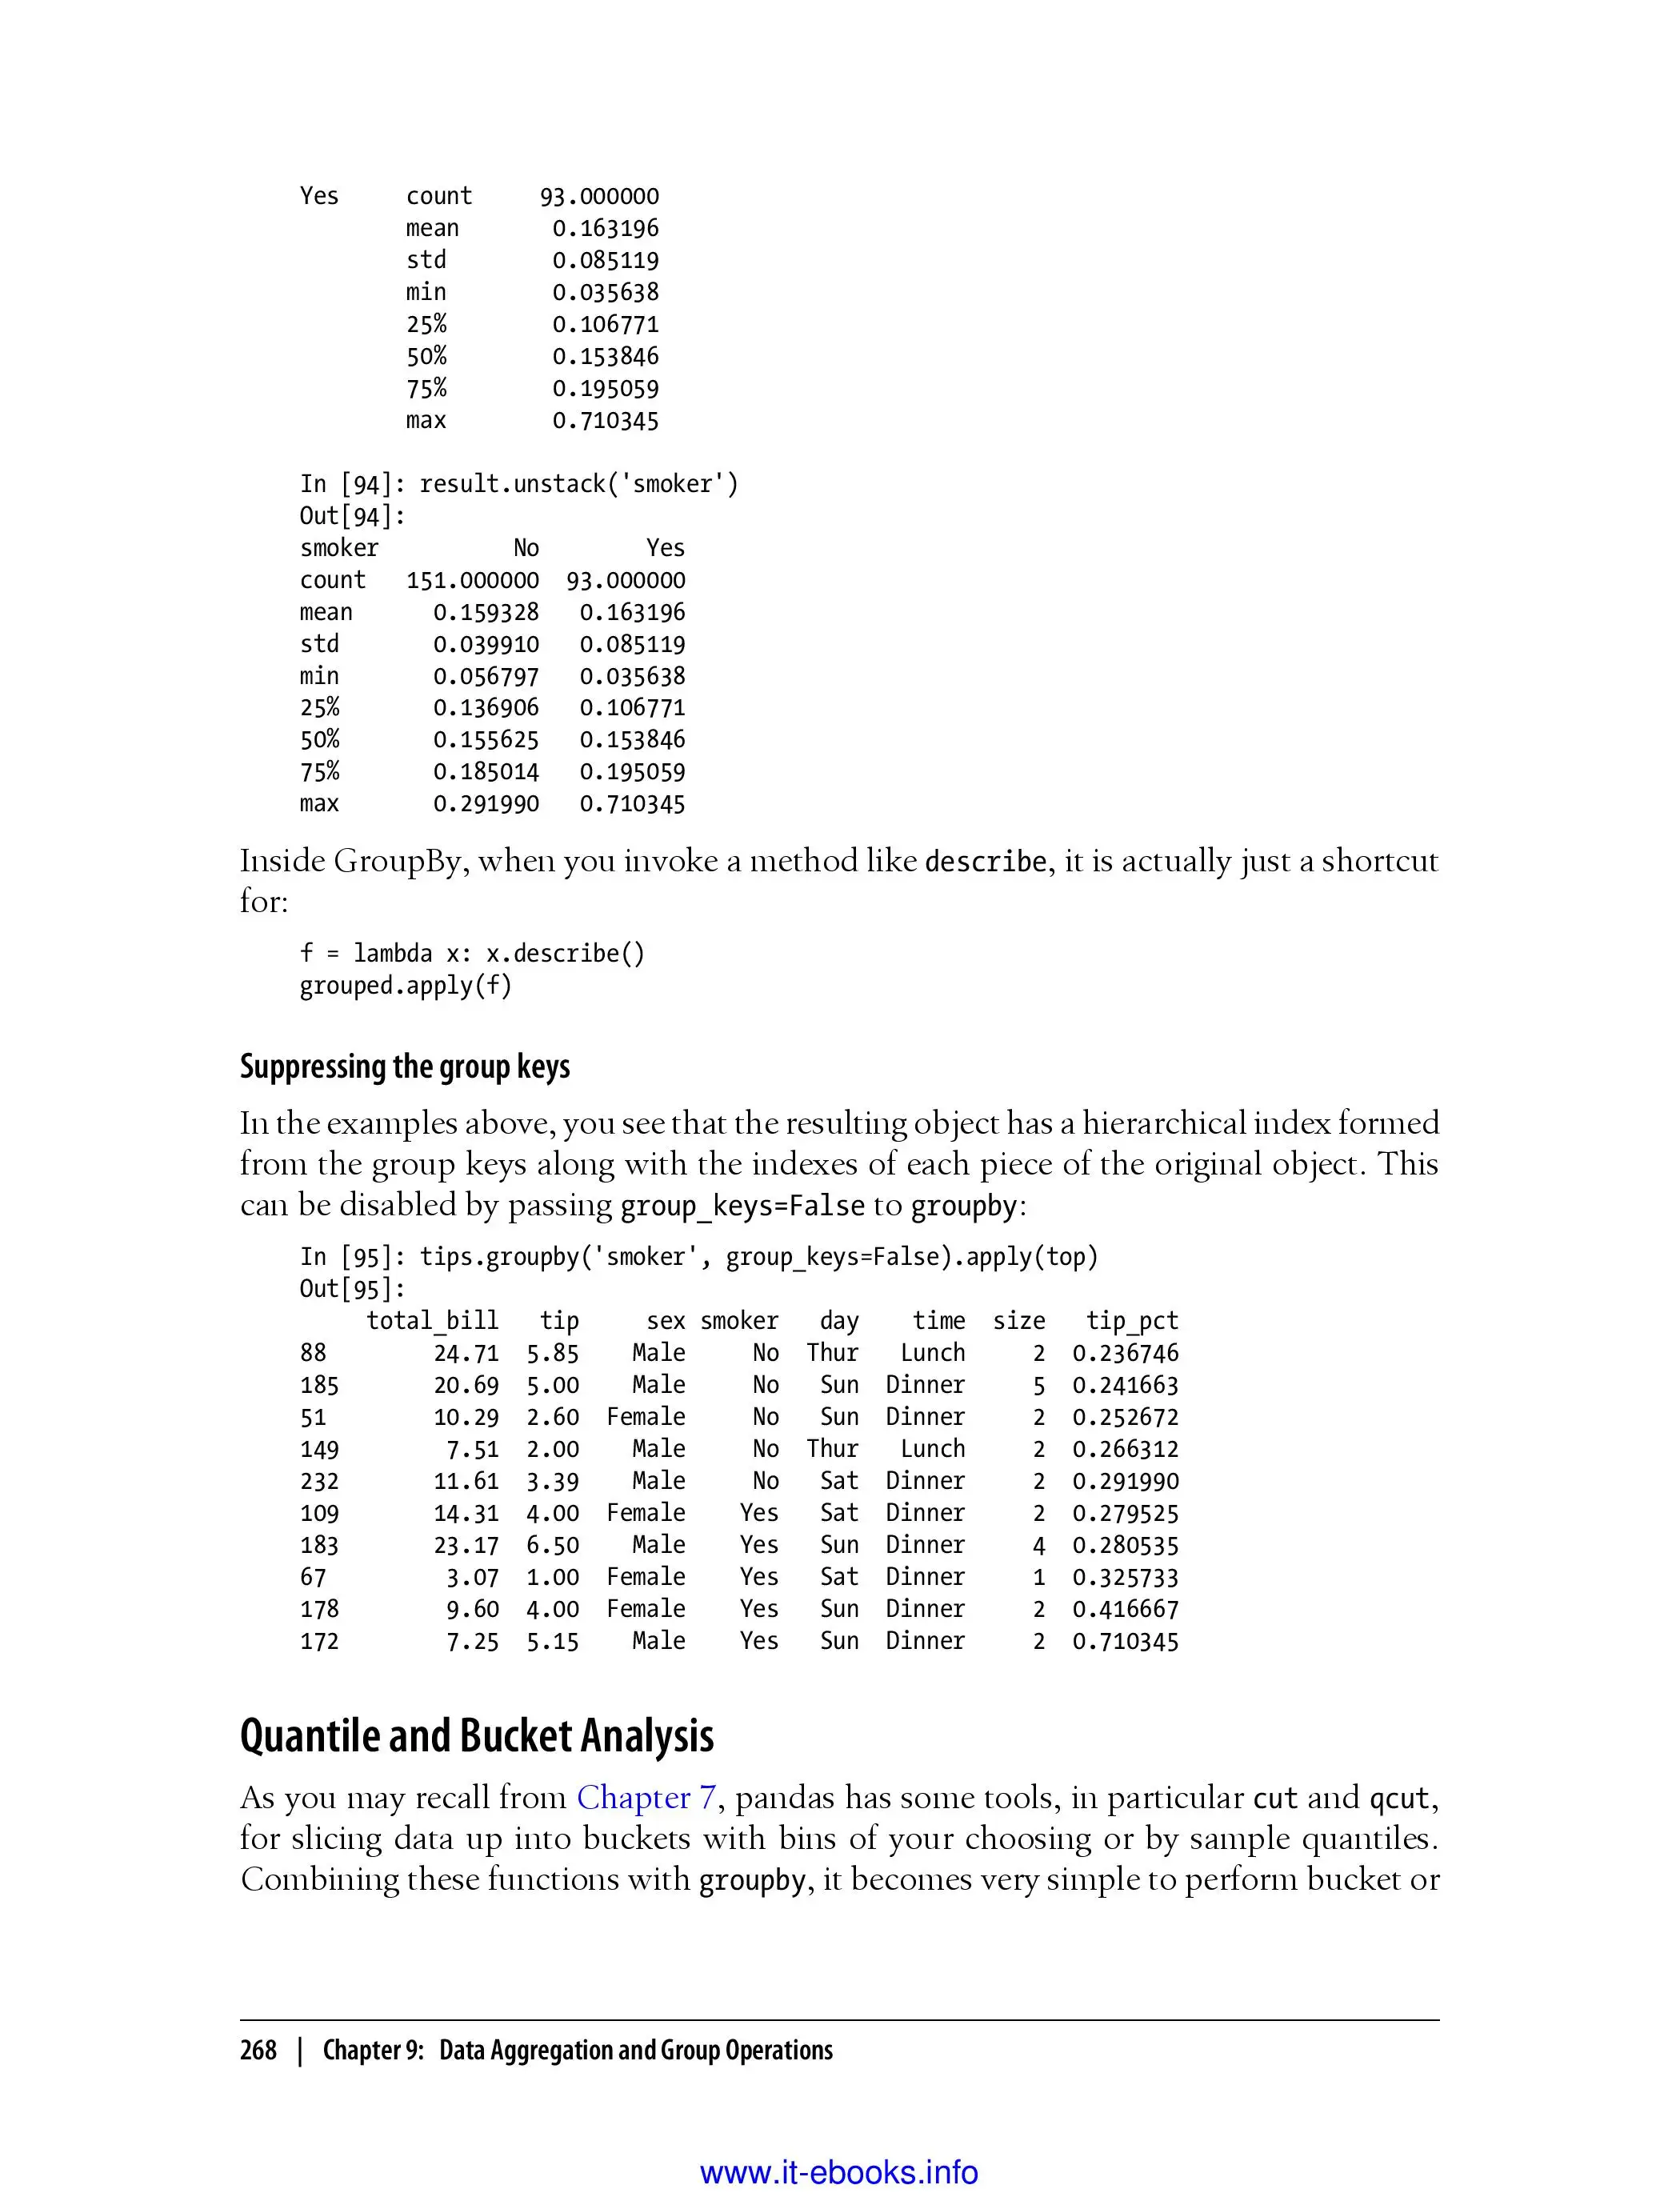 Yes     count     93.000000
        mean       0.163196
        std        0.085119
        min        0.035638
        25%        0.106771
        50%        0.153846
        75%        0.195059
        max        0.710345
In [94]: result.unstack('smoker')
Out[94]:
smoker          No        Yes
count   151.000000  93.000000
mean      0.159328   0.163196
std       0.039910   0.085119
min       0.056797   0.035638
25%       0.136906   0.106771
50%       0.155625   0.153846
75%       0.185014   0.195059
max       0.291990   0.710345
Inside GroupBy, when you invoke a method like describe, it is actually just a shortcut
for:
f = lambda x: x.describe()
grouped.apply(f)
Suppressing the group keys
In the examples above, you see that the resulting object has a hierarchical index formed
from the group keys along with the indexes of each piece of the original object. This
can be disabled by passing group_keys=False to groupby:
In [95]: tips.groupby('smoker', group_keys=False).apply(top)
Out[95]:
     total_bill   tip     sex smoker   day    time  size   tip_pct
88        24.71  5.85    Male     No  Thur   Lunch     2  0.236746
185       20.69  5.00    Male     No   Sun  Dinner     5  0.241663
51        10.29  2.60  Female     No   Sun  Dinner     2  0.252672
149        7.51  2.00    Male     No  Thur   Lunch     2  0.266312
232       11.61  3.39    Male     No   Sat  Dinner     2  0.291990
109       14.31  4.00  Female    Yes   Sat  Dinner     2  0.279525
183       23.17  6.50    Male    Yes   Sun  Dinner     4  0.280535
67         3.07  1.00  Female    Yes   Sat  Dinner     1  0.325733
178        9.60  4.00  Female    Yes   Sun  Dinner     2  0.416667
172        7.25  5.15    Male    Yes   Sun  Dinner     2  0.710345
Quantile and Bucket Analysis
As you may recall from Chapter 7, pandas has some tools, in particular cut and qcut,
for slicing data up into buckets with bins of your choosing or by sample quantiles.
Combining these functions with groupby, it becomes very simple to perform bucket or
268 | Chapter 9: Data Aggregation and Group Operations
www.it-ebooks.info